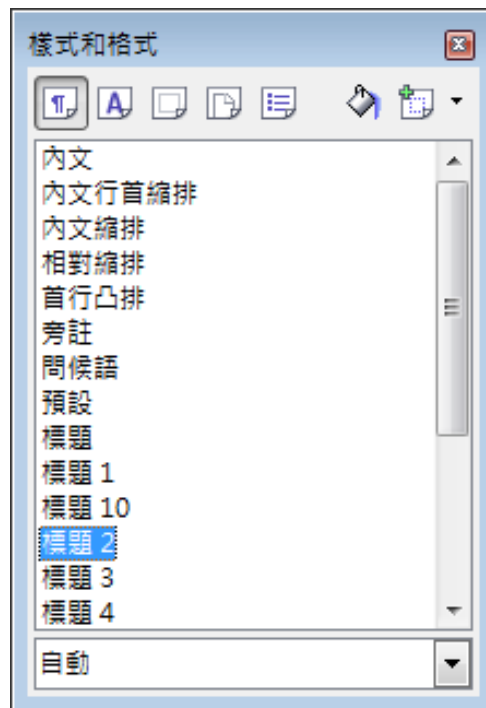 樣式和格式
內文
內文行首縮排
內文縮排
相對縮排
首行凸排
旁註
問候語
預設
標題
標題 1
標題 10
標題 2
標題 3
標題 4
自動